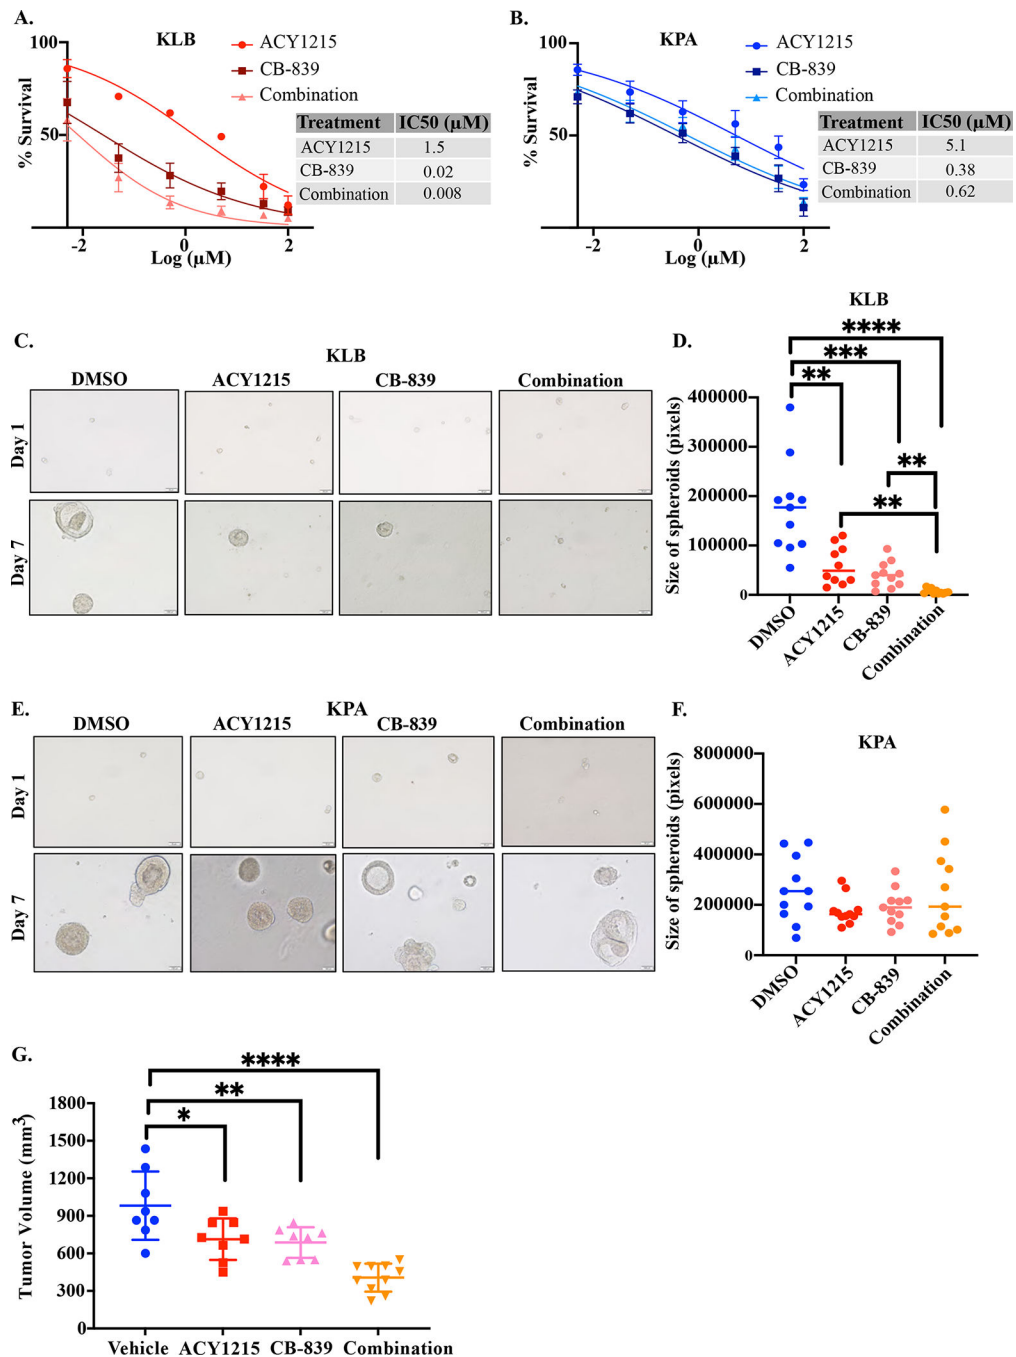 A.
KLB
100
50
% Survival
-2
0
2
Log (µM)
ACY1215
CB-839
Combination
Treatment IC50 (µM)
ACY1215 1.5
CB-839 0.02
Combination 0.008
B.
KPA
100
50
% Survival
-2
0
2
Log (µM)
ACY1215
CB-839
Combination
Treatment IC50 (µM)
ACY1215 5.1
CB-839 0.38
Combination 0.62
C.
KLB
DMSO ACY1215 CB-839 Combination
Day 1
Day 7
D.
KLB
****
***
**
**
**
Size of spheroids (pixels)
400000
300000
200000
100000
0
DMSO
ACY1215
CB-839
Combination
E.
KPA
DMSO ACY1215 CB-839 Combination
Day 1
Day 7
F.
KPA
Size of spheroids (pixels)
800000
600000
400000
200000
0
DMSO
ACY1215
CB-839
Combination
G.
****
**
*
Tumor Volume (mm³)
1800
1500
1200
900
600
300
0
Vehicle ACY1215 CB-839 Combination